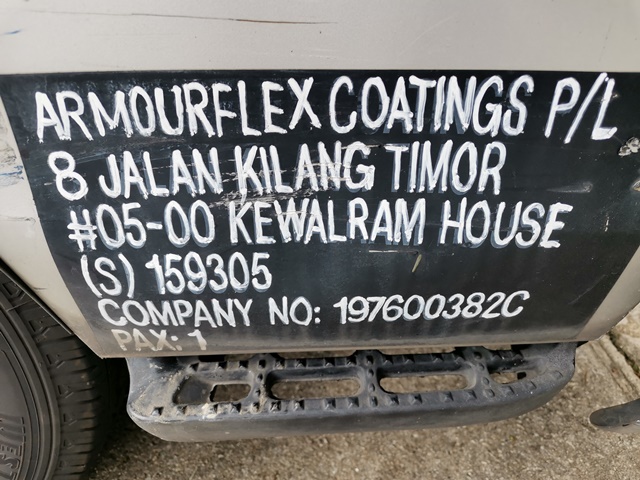 ARMOURFLEX COATINGS P/L
8 JALAN KILANG TIMOR
#05-00 KEWALRAM HOUSE
(S) 159305
COMPANY NO: 197600382C
PAX: 1